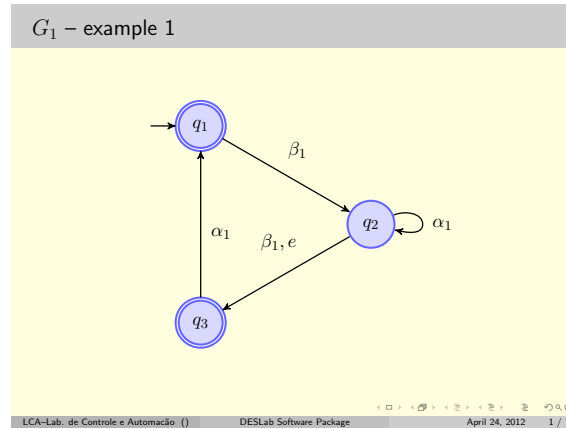 G₁ – example 1
q₁
β₁
q₂
α₁
α₁
β₁, e
q₃
LCA–Lab. de Controle e Automacão () DESLab Software Package April 24, 2012 1 /